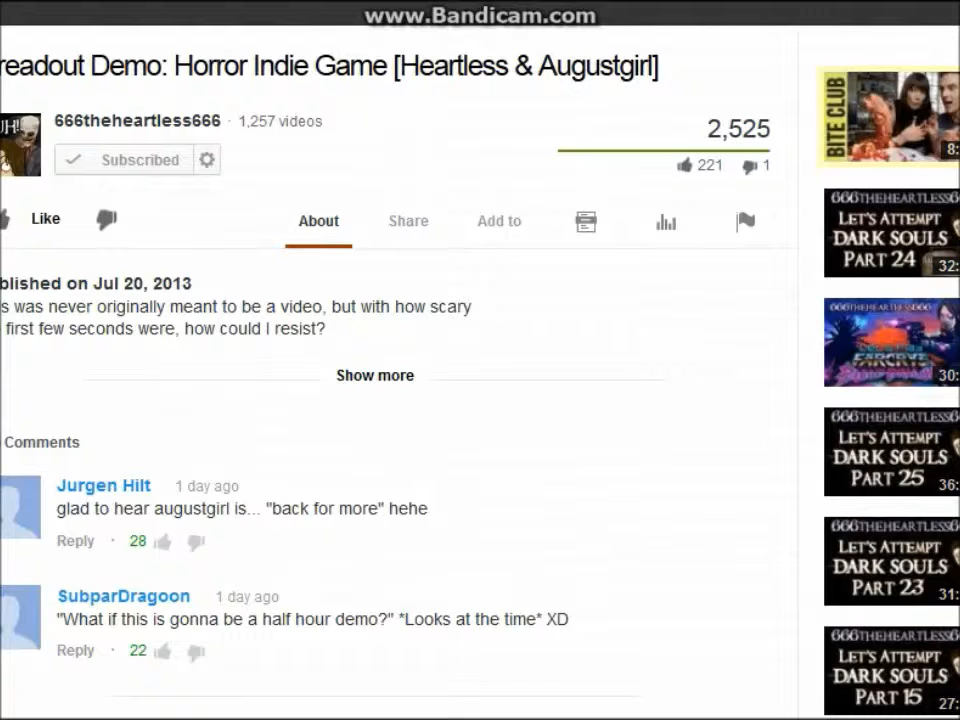 www.Bandicam.com
readout Demo: Horror Indie Game [Heartless & Augustgirl]
666theheartless666 · 1,257 videos
Subscribed
2,525
221 1
Like
About Share Add to
blished on Jul 20, 2013
s was never originally meant to be a video, but with how scary
first few seconds were, how could I resist?
Show more
Comments
Jurgen Hilt 1 day ago
glad to hear augustgirl is... "back for more" hehe
Reply · 28
SubparDragoon 1 day ago
"What if this is gonna be a half hour demo?" *Looks at the time* XD
Reply · 22
BITE CLUB
8:
666THEHEARTLESS6
LET'S ATTEMPT
DARK SOULS
PART 24
32:
666THEHEARTLESS666
FARCRY3
30:
666THEHEARTLESS6
LET'S ATTEMPT
DARK SOULS
PART 25
36:
666THEHEARTLESS6
LET'S ATTEMPT
DARK SOULS
PART 23
31:
666THEHEARTLESS6
LET'S ATTEMPT
DARK SOULS
PART 15
27: